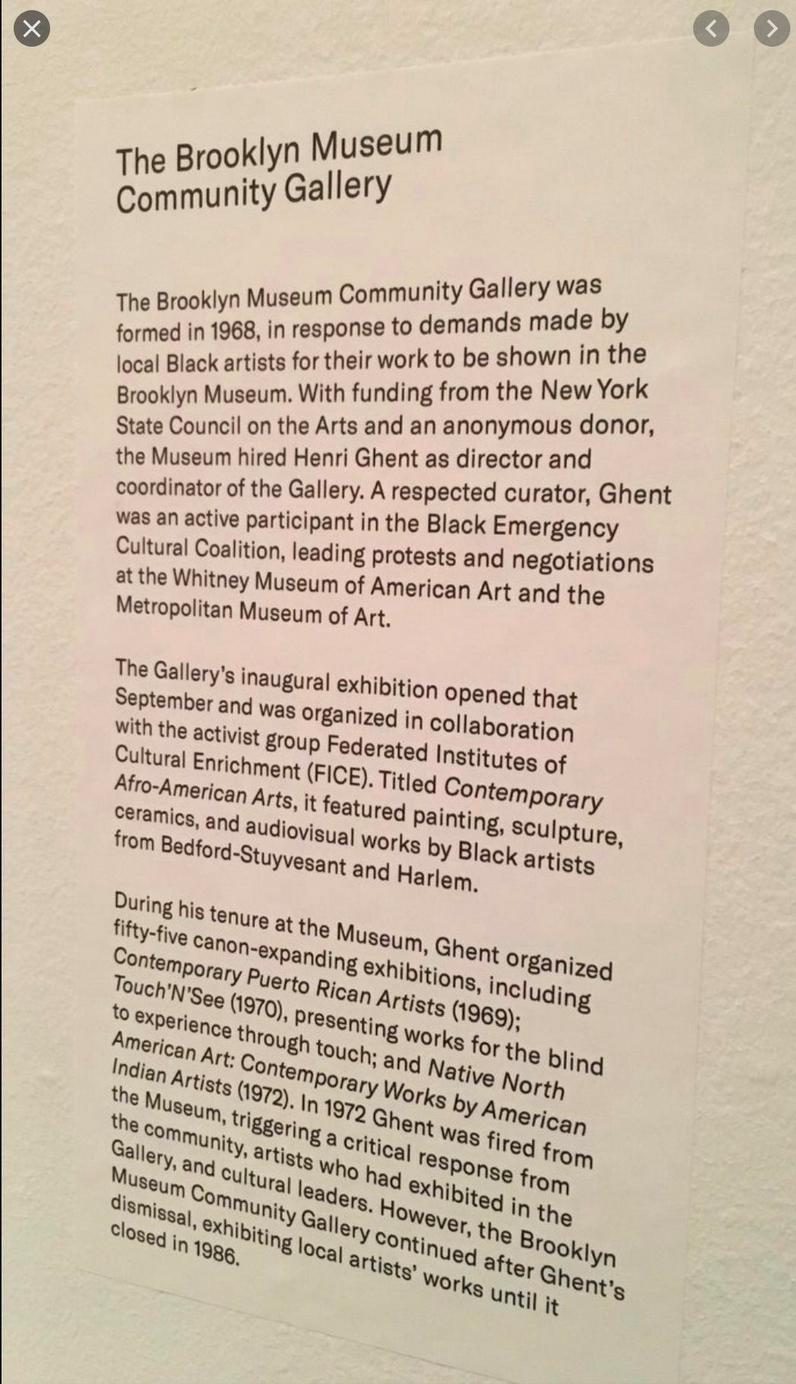 The Brooklyn Museum
Community Gallery
The Brooklyn Museum Community Gallery was
formed in 1968, in response to demands made by
local Black artists for their work to be shown in the
Brooklyn Museum. With funding from the New York
State Council on the Arts and an anonymous donor,
the Museum hired Henri Ghent as director and
coordinator of the Gallery. A respected curator, Ghent
was an active participant in the Black Emergency
Cultural Coalition, leading protests and negotiations
at the Whitney Museum of American Art and the
Metropolitan Museum of Art.
The Gallery's inaugural exhibition opened that
September and was organized in collaboration
with the activist group Federated Institutes of
Cultural Enrichment (FICE). Titled Contemporary
Afro-American Arts, it featured painting, sculpture,
ceramics, and audiovisual works by Black artists
from Bedford-Stuyvesant and Harlem.
During his tenure at the Museum, Ghent organized
fifty-five canon-expanding exhibitions, including
Contemporary Puerto Rican Artists (1969);
Touch'N'See (1970), presenting works for the blind
to experience through touch; and Native North
American Art: Contemporary Works by American
Indian Artists (1972). In 1972 Ghent was fired from
the Museum, triggering a critical response from
the community, artists who had exhibited in the
Gallery, and cultural leaders. However, the Brooklyn
Museum Community Gallery continued after Ghent's
dismissal, exhibiting local artists' works until it
closed in 1986.